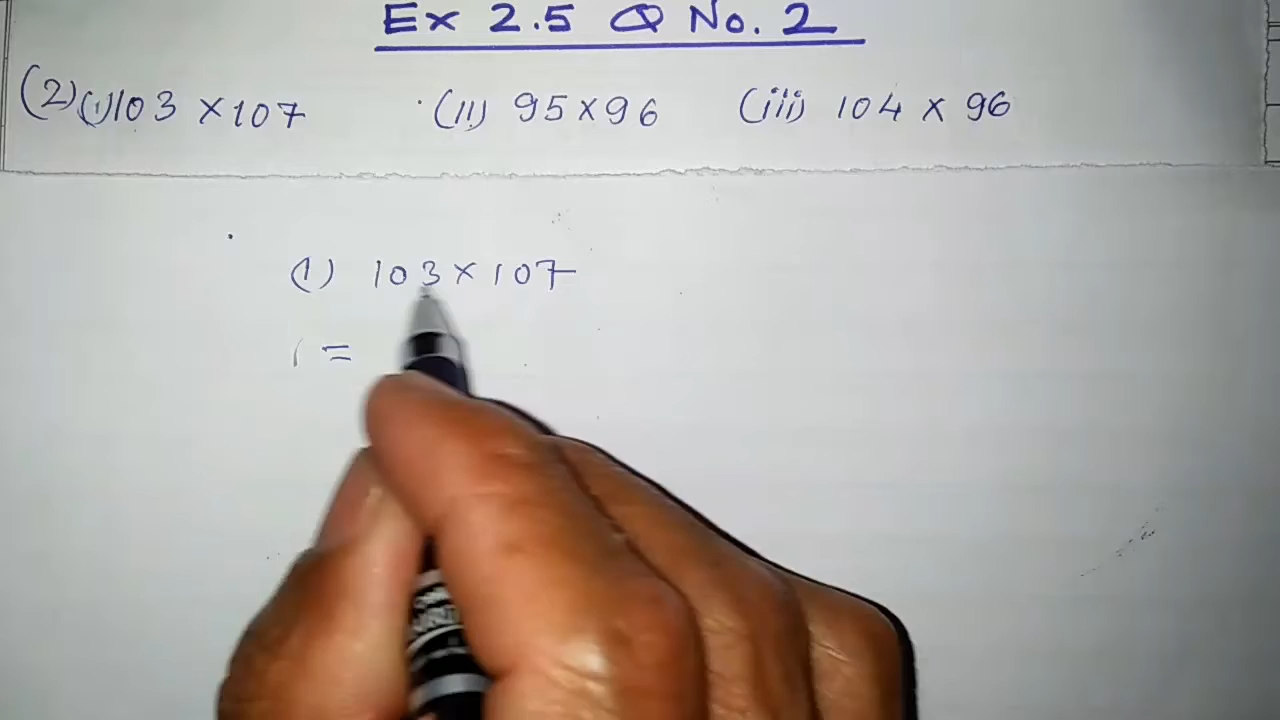 Ex 2.5 Q No. 2
(2) (i) 103 × 107 (ii) 95 × 96 (iii) 104 × 96
(1) 103 × 107
=